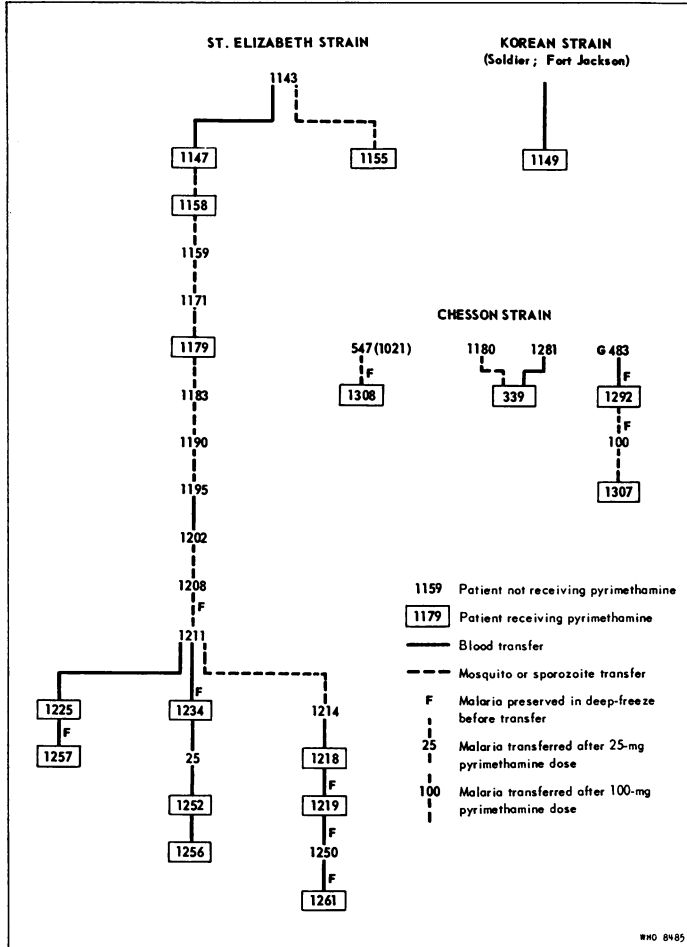 ST. ELIZABETH STRAIN
KOREAN STRAIN
(Soldier; Fort Jackson)
1143
1147
1155
1149
1158
1159
1171
CHESSON STRAIN
1179
547 (1021)
1180
1281
G 483
F
F
1183
1308
339
1292
F
1190
100
1195
1307
1202
1208
F
1211
1159 Patient not receiving pyrimethamine
1179 Patient receiving pyrimethamine
Blood transfer
Mosquito or sporozoite transfer
F Malaria preserved in deep-freeze
before transfer
25 Malaria transferred after 25-mg
pyrimethamine dose
100 Malaria transferred after 100-mg
pyrimethamine dose
F
1225
1234
1214
F
1257
25
1218
F
1252
1219
F
1256
1250
F
1261
WHO 8485